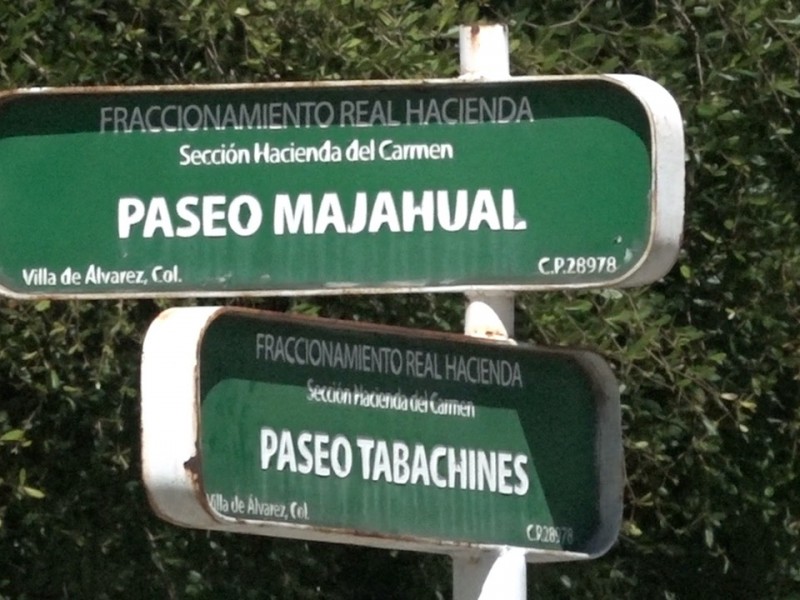 FRACCIONAMIENTO REAL HACIENDA
Sección Hacienda del Carmen
PASEO MAJAHUAL
Villa de Álvarez, Col. C.P.28978
FRACCIONAMIENTO REAL HACIENDA
Sección Hacienda del Carmen
PASEO TABACHINES
Villa de Álvarez, Col. C.P.28978